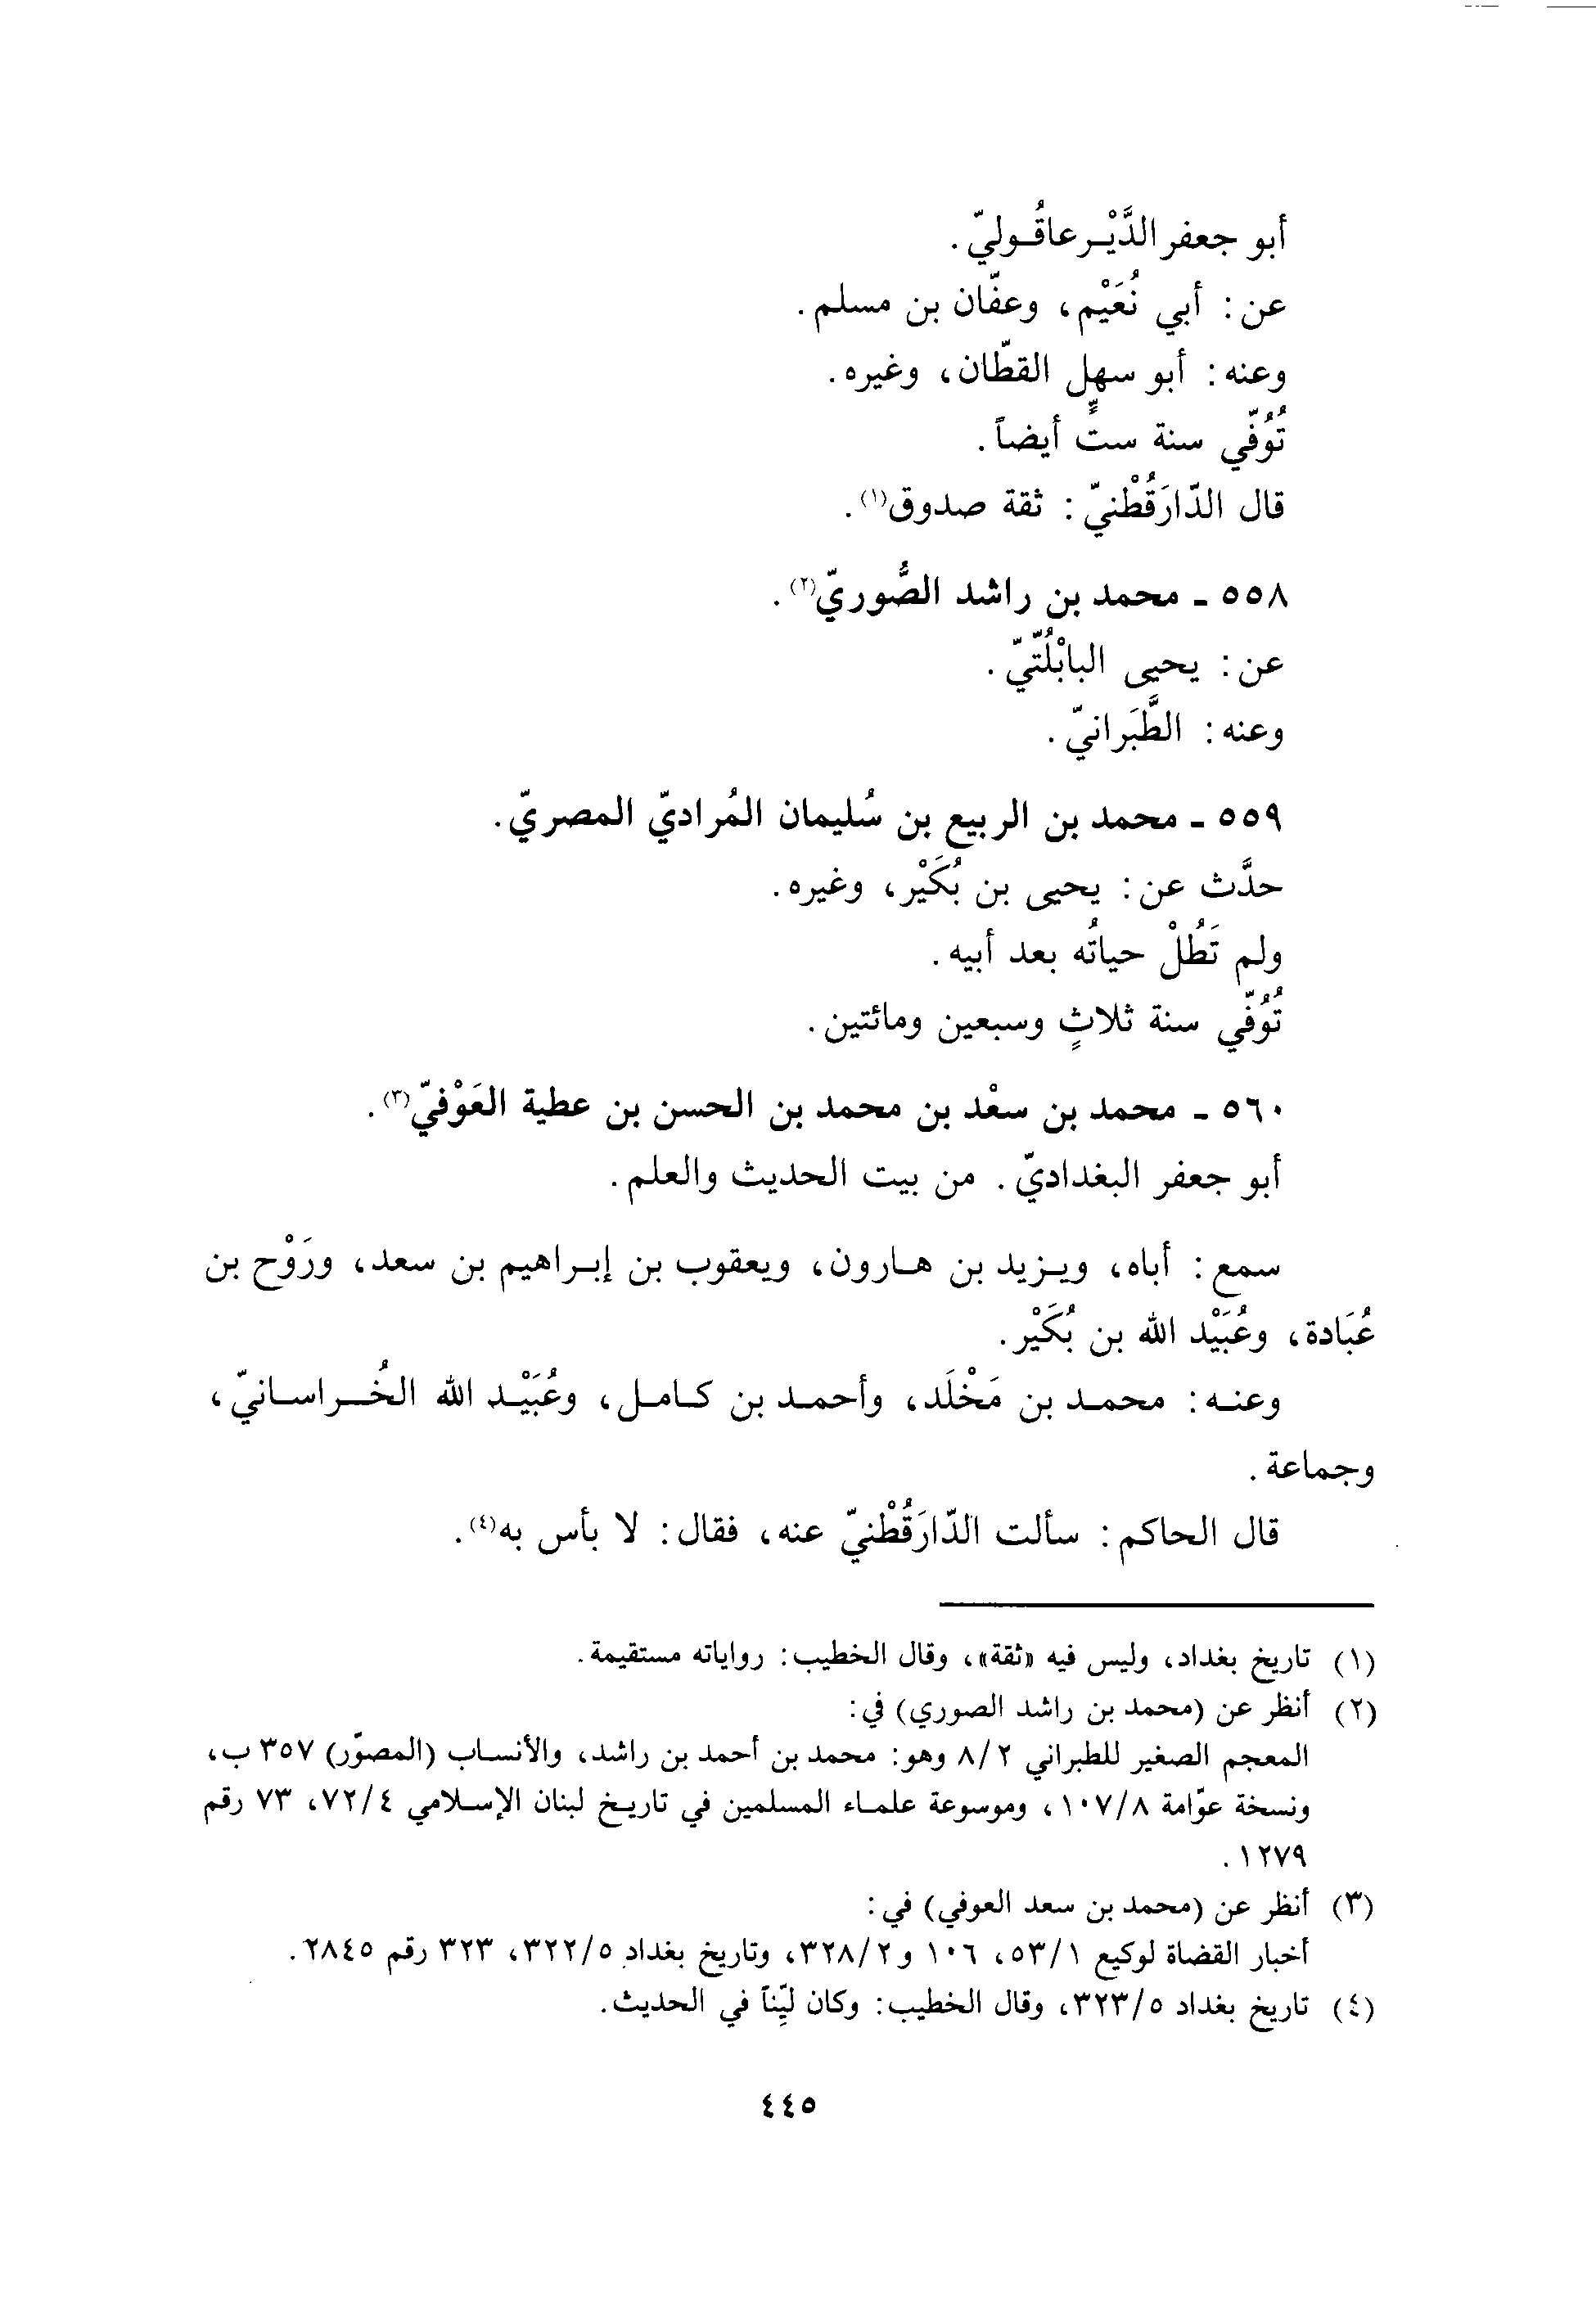 أبو جعفر الدَّيْرعاقُوليّ.
عن: أبي نُعَيْم، وعفّان بن مسلم.
وعنه: أبو سهل القطّان، وغيره.
تُوُفّي سنة ستٍّ أيضاً.
قال الدّارَقُطْنيّ: ثقة صدوق(١).
٥٥٨ - محمد بن راشد الصُّوريّ(٢).
عن: يحيى البابْلُتّيّ.
وعنه: الطَّبَرانيّ.
٥٥٩ - محمد بن الربيع بن سُليمان المُراديّ المصريّ.
حدَّث عن: يحيى بن بُكَيْر، وغيره.
ولم تَطُلْ حياتُه بعد أبيه.
تُوُفّي سنة ثلاثٍ وسبعين ومائتين.
٥٦٠ - محمد بن سعْد بن محمد بن الحسن بن عطية العَوْفيّ(٣).
أبو جعفر البغداديّ. من بيت الحديث والعلم.
سمع: أباه، ويزيد بن هارون، ويعقوب بن إبراهيم بن سعد، ورَوْح بن
عُبَادة، وعُبَيْد الله بن بُكَيْر.
وعنه: محمد بن مَخْلَد، وأحمد بن كامل، وعُبَيْد الله الخُراسانيّ،
وجماعة.
قال الحاكم: سألت الدّارَقُطْنيّ عنه، فقال: لا بأس به(٤).
(١) تاريخ بغداد، وليس فيه «ثقة»، وقال الخطيب: رواياته مستقيمة.
(٢) أنظر عن (محمد بن راشد الصوري) في:
المعجم الصغير للطبراني ٨/٢ وهو: محمد بن أحمد بن راشد، والأنساب (المصوّر) ٣٥٧ ب،
ونسخة عوّامة ١٠٧/٨، وموسوعة علماء المسلمين في تاريخ لبنان الإسلامي ٧٢/٤، ٧٣ رقم
١٢٧٩.
(٣) أنظر عن (محمد بن سعد العوفي) في:
أخبار القضاة لوكيع ٥٣/١، ١٠٦ و٣٢٨/٢، وتاريخ بغداد ٣٢٢/٥، ٣٢٣ رقم ٢٨٤٥.
(٤) تاريخ بغداد ٣٢٣/٥، وقال الخطيب: وكان ليِّناً في الحديث.
٤٤٥